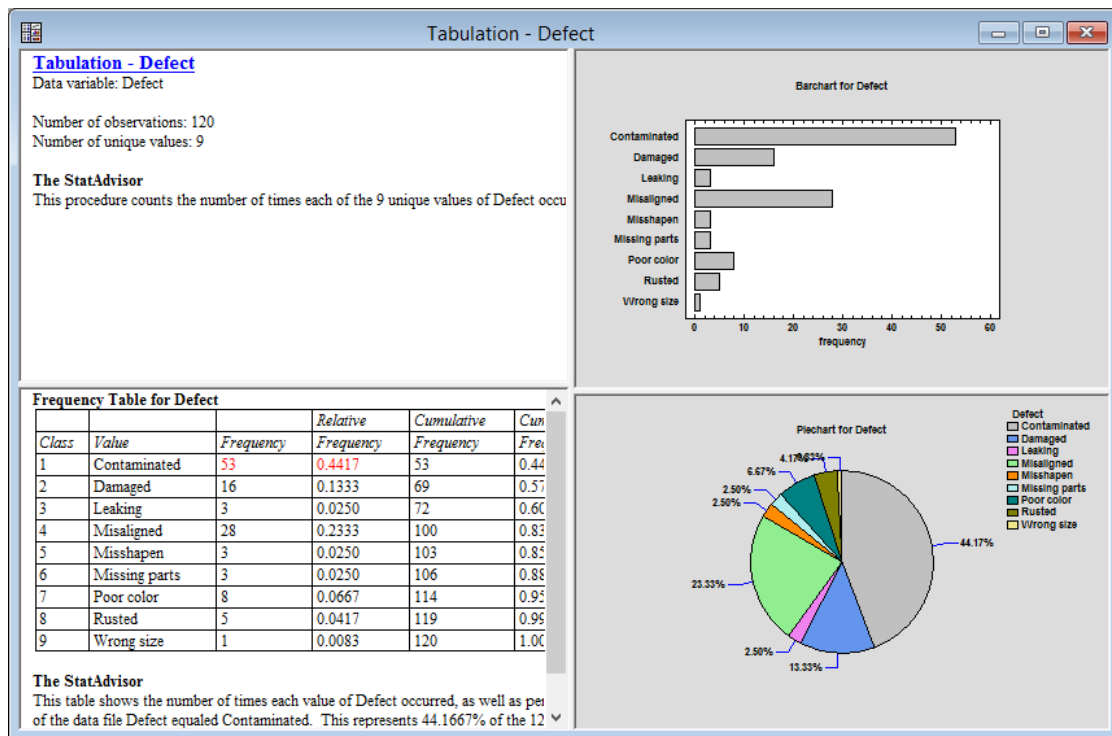 Tabulation - Defect
Tabulation - Defect
Data variable: Defect
Number of observations: 120
Number of unique values: 9
The StatAdvisor
This procedure counts the number of times each of the 9 unique values of Defect occu
Barchart for Defect
Contaminated
Damaged
Leaking
Misaligned
Misshapen
Missing parts
Poor color
Rusted
Wrong size
0 10 20 30 40 50 60
frequency
Frequency Table for Defect
Relative Cumulative Cum
Class Value Frequency Frequency Frequency Fre
1 Contaminated 53 0.4417 53 0.44
2 Damaged 16 0.1333 69 0.57
3 Leaking 3 0.0250 72 0.60
4 Misaligned 28 0.2333 100 0.83
5 Misshapen 3 0.0250 103 0.85
6 Missing parts 3 0.0250 106 0.88
7 Poor color 8 0.0667 114 0.95
8 Rusted 5 0.0417 119 0.99
9 Wrong size 1 0.0083 120 1.00
The StatAdvisor
This table shows the number of times each value of Defect occurred, as well as per
of the data file Defect equaled Contaminated. This represents 44.1667% of the 12
Piechart for Defect
Defect
Contaminated
Damaged
Leaking
Misaligned
Misshapen
Missing parts
Poor color
Rusted
Wrong size
4.17%
6.67%
2.50%
2.50%
44.17%
23.33%
2.50%
13.33%